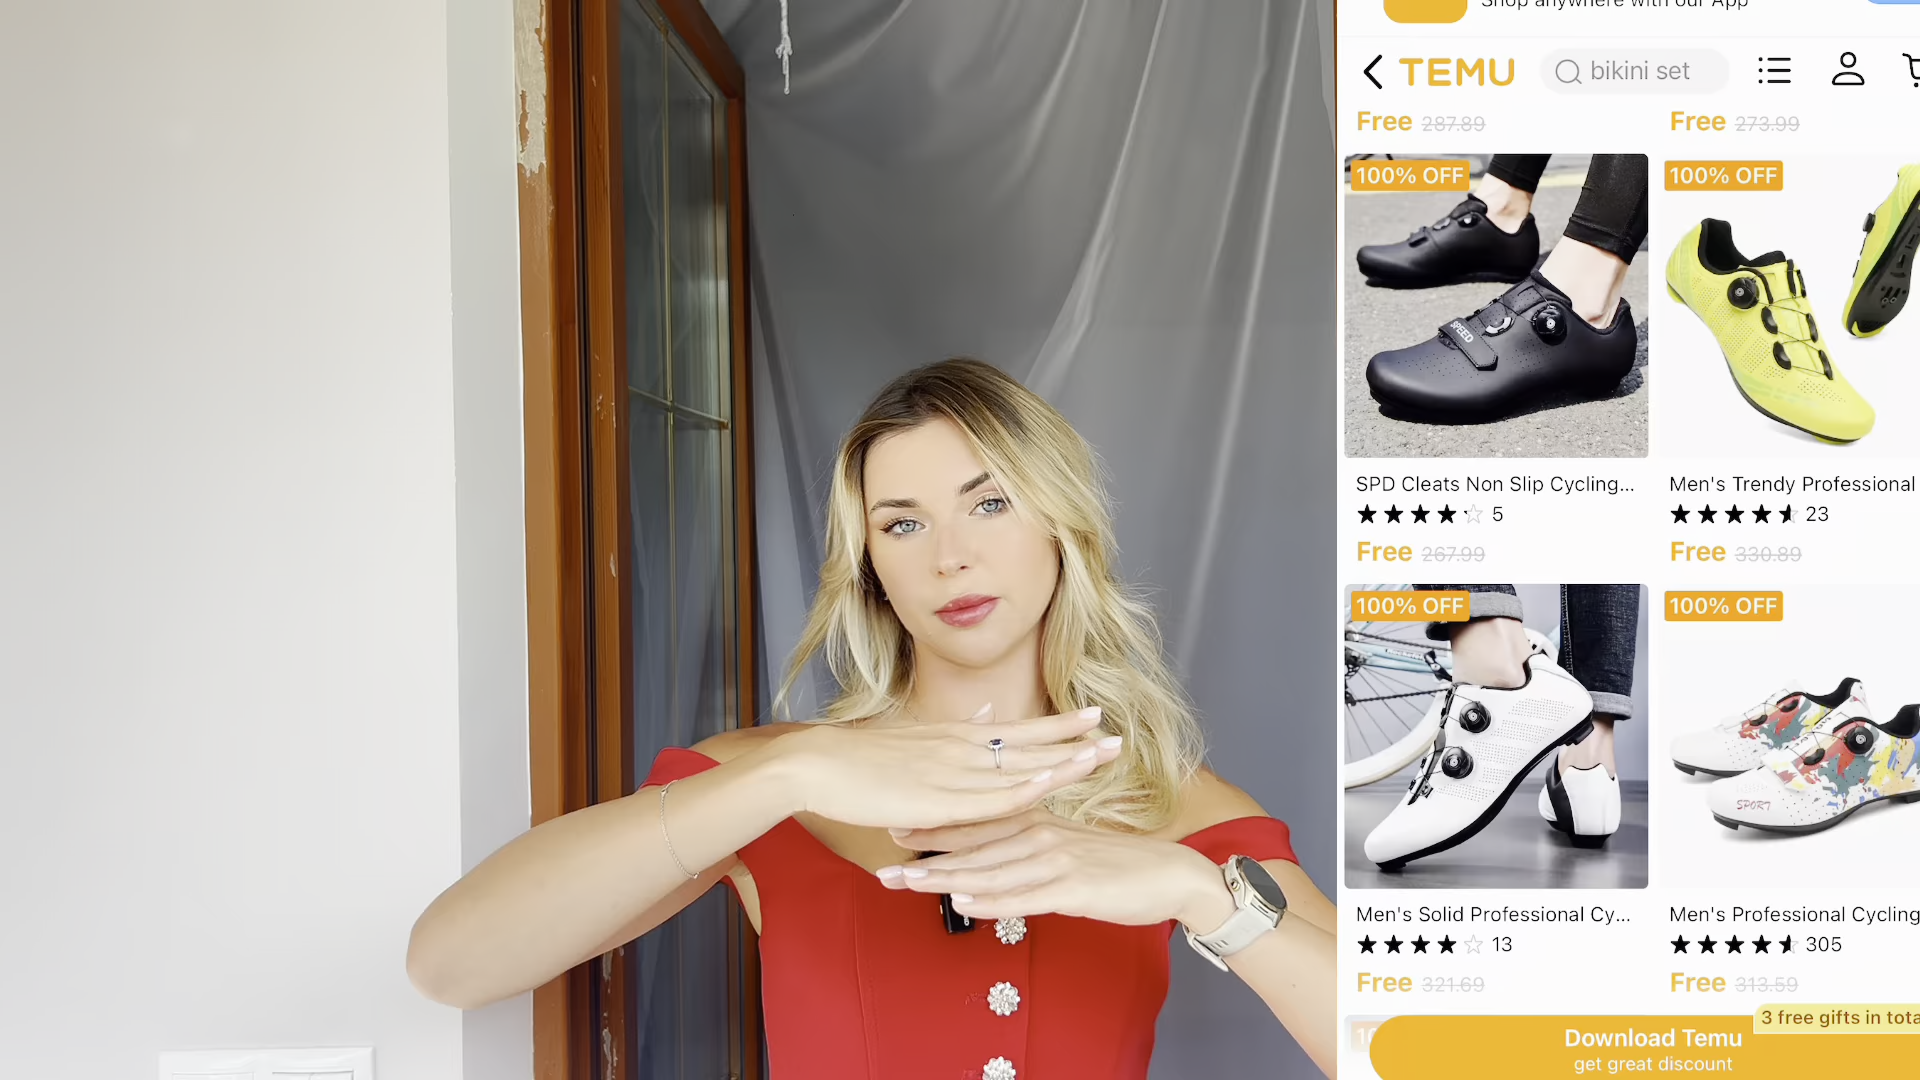 Shop anywhere with our App
TEMU
bikini set
Free 287.89
Free 273.99
100% OFF
100% OFF
SPEED
SPD Cleats Non Slip Cycling...
Men's Trendy Professional
5
23
Free 267.99
Free 330.89
100% OFF
100% OFF
SPORT
Men's Solid Professional Cy...
Men's Professional Cycling
13
305
Free 321.69
Free 313.59
3 free gifts in tota
10
Download Temu
get great discount